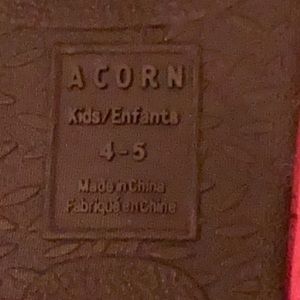 ACORN
Kids/Enfants
4-5
Made in China
Fabriqué en Chine